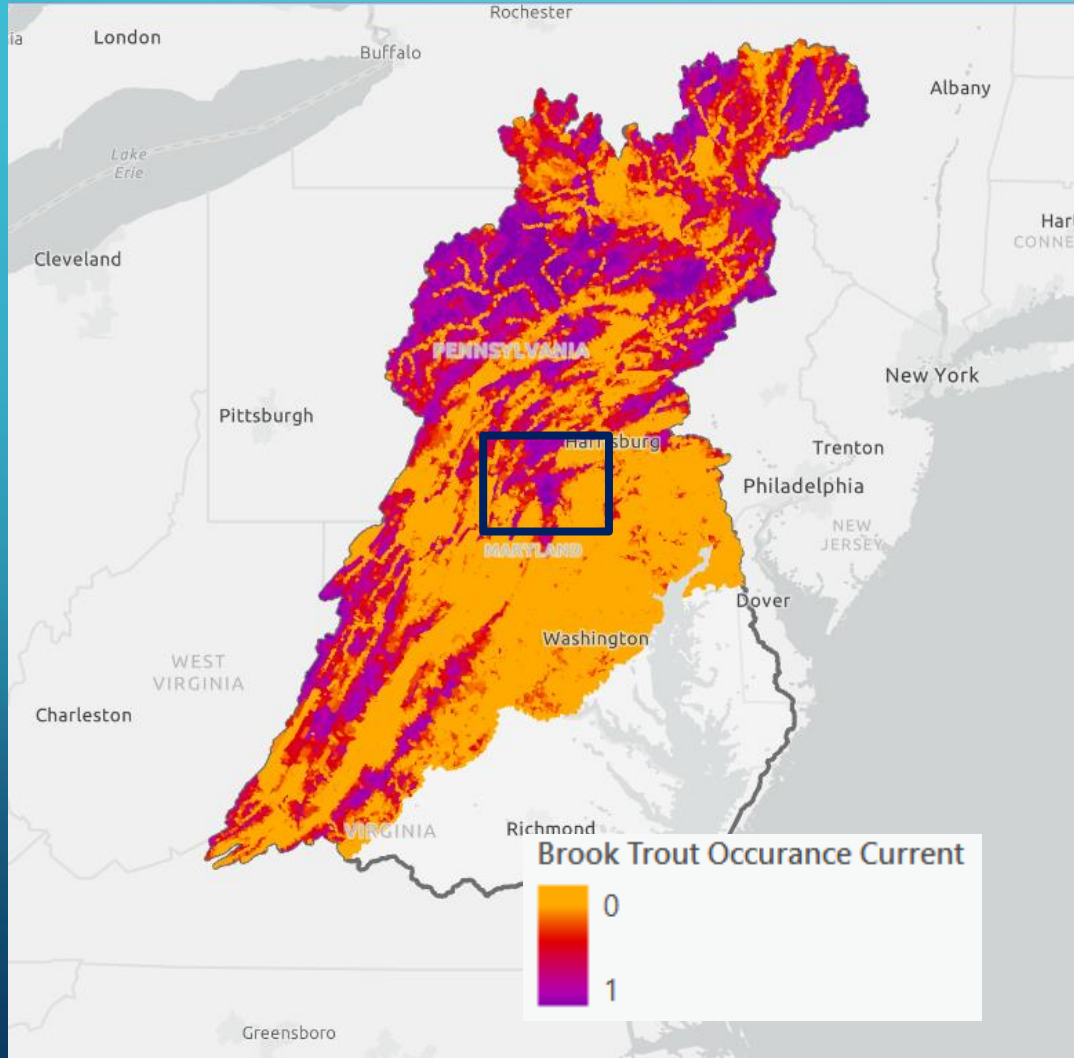 Rochester
ia
London
Buffalo
Albany
Lake
Erie
Hart
CONNE
Cleveland
PENNSYLVANIA
New York
Pittsburgh
Harrisburg
Trenton
Philadelphia
NEW
JERSEY
MARYLAND
Dover
Washington
WEST
VIRGINIA
Charleston
VIRGINIA
Richmond
Brook Trout Occurance Current
0
1
Greensboro